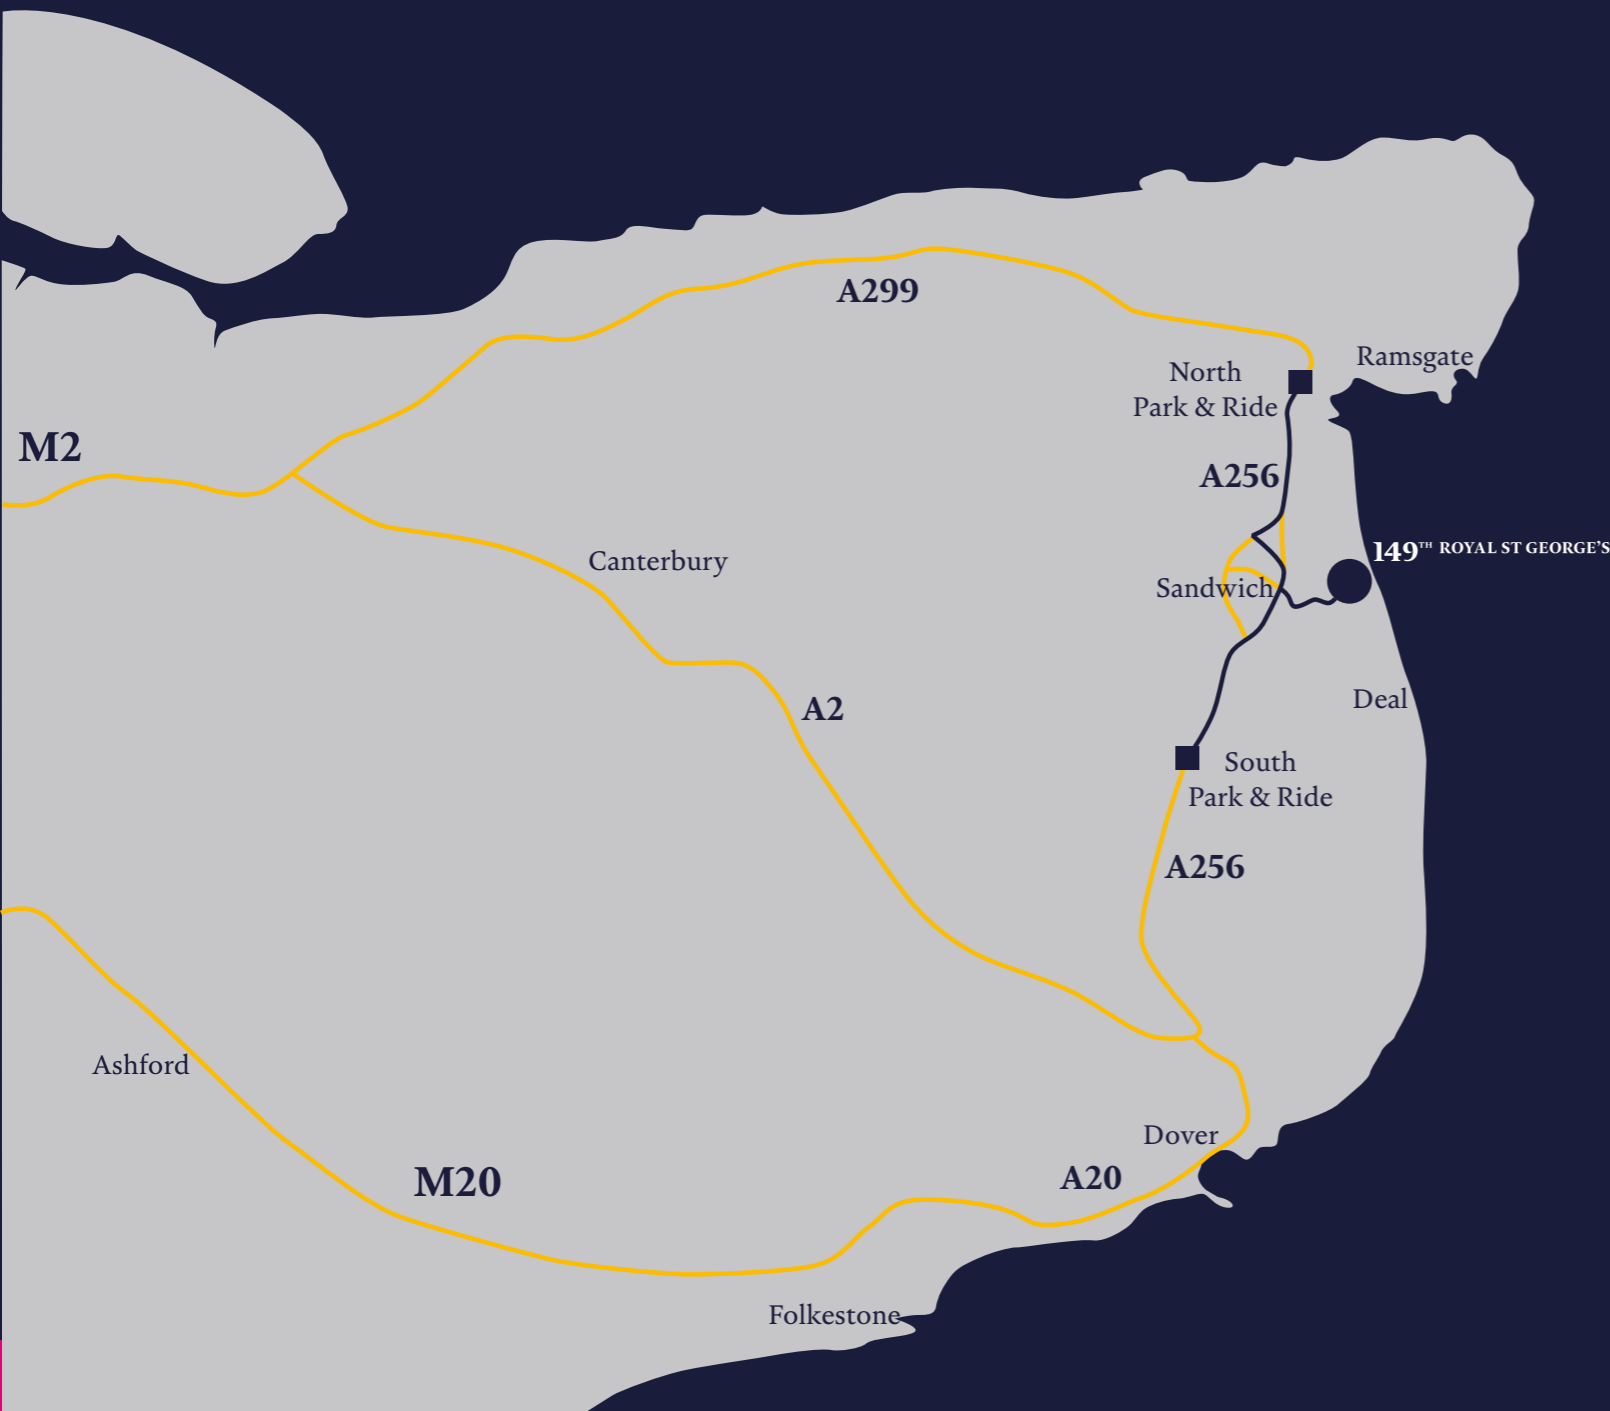 A299
Ramsgate
North
Park & Ride
M2
A256
149TH ROYAL ST GEORGE'S
Canterbury
Sandwich
Deal
A2
South
Park & Ride
A256
Ashford
Dover
M20
A20
Folkestone